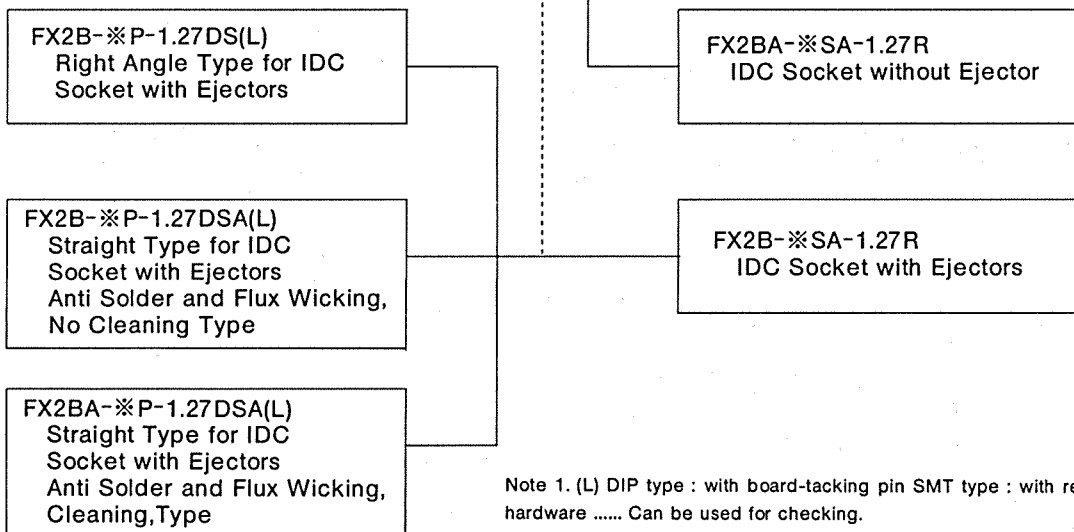 FX2B-※P-1.27DS(L)
Right Angle Type for IDC
Socket with Ejectors
FX2BA-※SA-1.27R
IDC Socket without Ejector
FX2B-※P-1.27DSA(L)
Straight Type for IDC
Socket with Ejectors
Anti Solder and Flux Wicking,
No Cleaning Type
FX2B-※SA-1.27R
IDC Socket with Ejectors
FX2BA-※P-1.27DSA(L)
Straight Type for IDC
Socket with Ejectors
Anti Solder and Flux Wicking,
Cleaning,Type
Note 1. (L) DIP type : with board-tacking pin SMT type : with re
hardware ...... Can be used for checking.